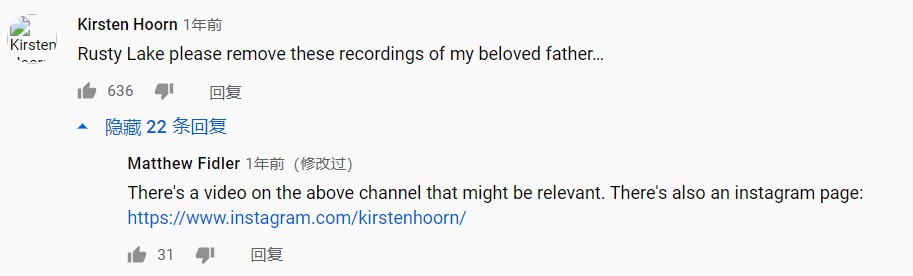 Kirsten Hoorn 1年前
Kirsten
Rusty Lake please remove these recordings of my beloved father...
636 回复
隐藏 22 条回复
Matthew Fidler 1年前 (修改过)
There's a video on the above channel that might be relevant. There's also an instagram page:
https://www.instagram.com/kirstenhoorn/
31 回复